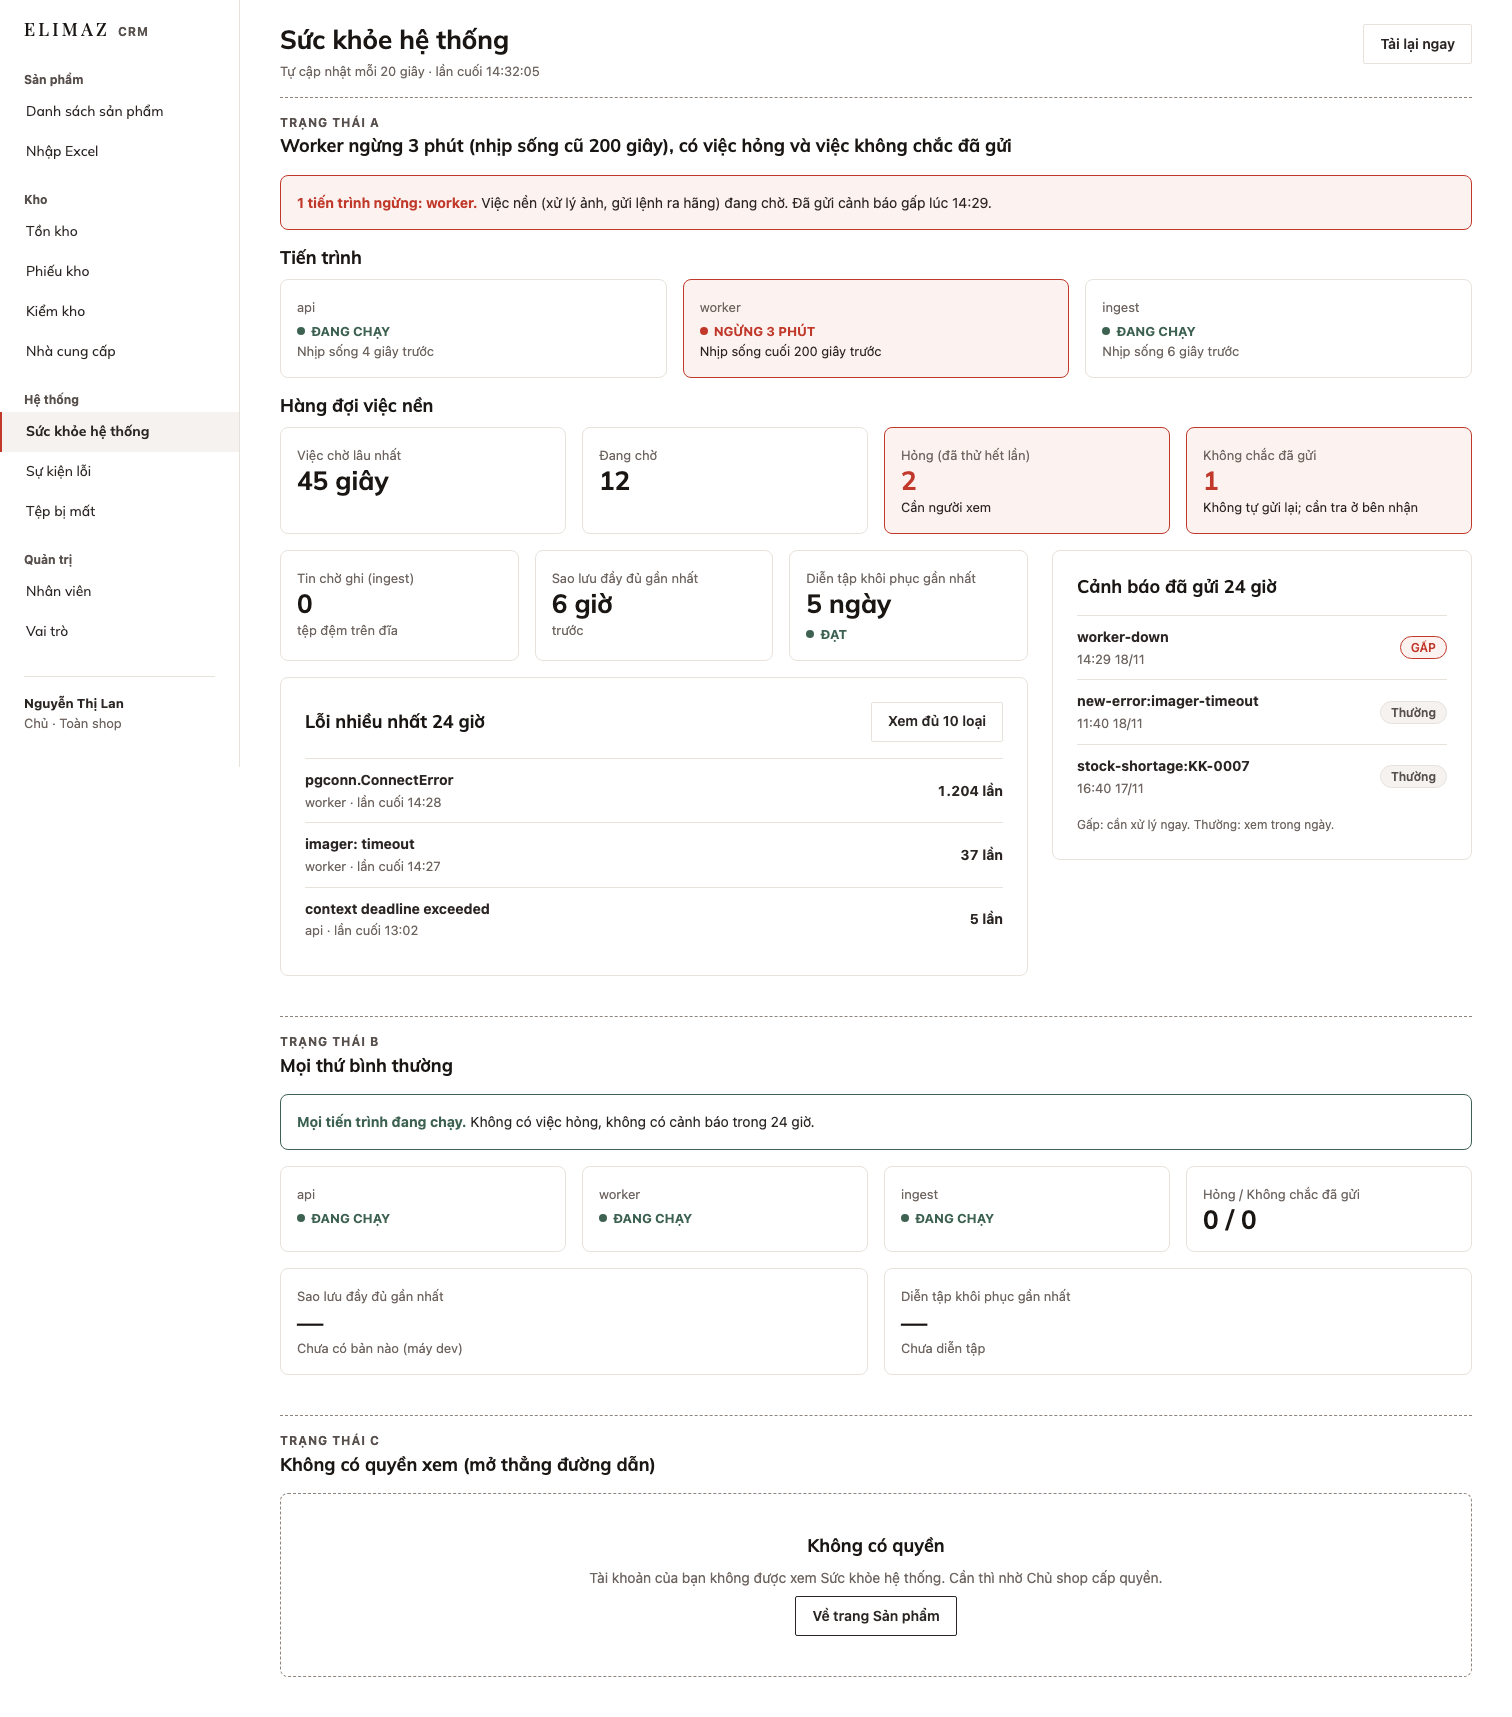 ELIMAZ CRM
Sản phẩm
Danh sách sản phẩm
Nhập Excel
Kho
Tồn kho
Phiếu kho
Kiểm kho
Nhà cung cấp
Hệ thống
Sức khỏe hệ thống
Sự kiện lỗi
Tệp bị mất
Quản trị
Nhân viên
Vai trò
Nguyễn Thị Lan
Chủ · Toàn shop
Sức khỏe hệ thống
Tự cập nhật mỗi 20 giây · lần cuối 14:32:05
Tải lại ngay
TRẠNG THÁI A
Worker ngừng 3 phút (nhịp sống cũ 200 giây), có việc hỏng và việc không chắc đã gửi
1 tiến trình ngừng: worker. Việc nền (xử lý ảnh, gửi lệnh ra hãng) đang chờ. Đã gửi cảnh báo gấp lúc 14:29.
Tiến trình
api
ĐANG CHẠY
Nhịp sống 4 giây trước
worker
NGỪNG 3 PHÚT
Nhịp sống cuối 200 giây trước
ingest
ĐANG CHẠY
Nhịp sống 6 giây trước
Hàng đợi việc nền
Việc chờ lâu nhất
45 giây
Đang chờ
12
Hỏng (đã thử hết lần)
2
Cần người xem
Không chắc đã gửi
1
Không tự gửi lại; cần tra ở bên nhận
Tin chờ ghi (ingest)
0
tệp đệm trên đĩa
Sao lưu đầy đủ gần nhất
6 giờ
trước
Diễn tập khôi phục gần nhất
5 ngày
ĐẠT
Lỗi nhiều nhất 24 giờ
Xem đủ 10 loại
pgconn.ConnectError
worker · lần cuối 14:28
1.204 lần
imager: timeout
worker · lần cuối 14:27
37 lần
context deadline exceeded
api · lần cuối 13:02
5 lần
Cảnh báo đã gửi 24 giờ
worker-down
14:29 18/11
GẤP
new-error:imager-timeout
11:40 18/11
Thường
stock-shortage:KK-0007
16:40 17/11
Thường
Gấp: cần xử lý ngay. Thường: xem trong ngày.
TRẠNG THÁI B
Mọi thứ bình thường
Mọi tiến trình đang chạy. Không có việc hỏng, không có cảnh báo trong 24 giờ.
api
ĐANG CHẠY
worker
ĐANG CHẠY
ingest
ĐANG CHẠY
Hỏng / Không chắc đã gửi
0 / 0
Sao lưu đầy đủ gần nhất
—
Chưa có bản nào (máy dev)
Diễn tập khôi phục gần nhất
—
Chưa diễn tập
TRẠNG THÁI C
Không có quyền xem (mở thẳng đường dẫn)
Không có quyền
Tài khoản của bạn không được xem Sức khỏe hệ thống. Cần thì nhờ Chủ shop cấp quyền.
Về trang Sản phẩm